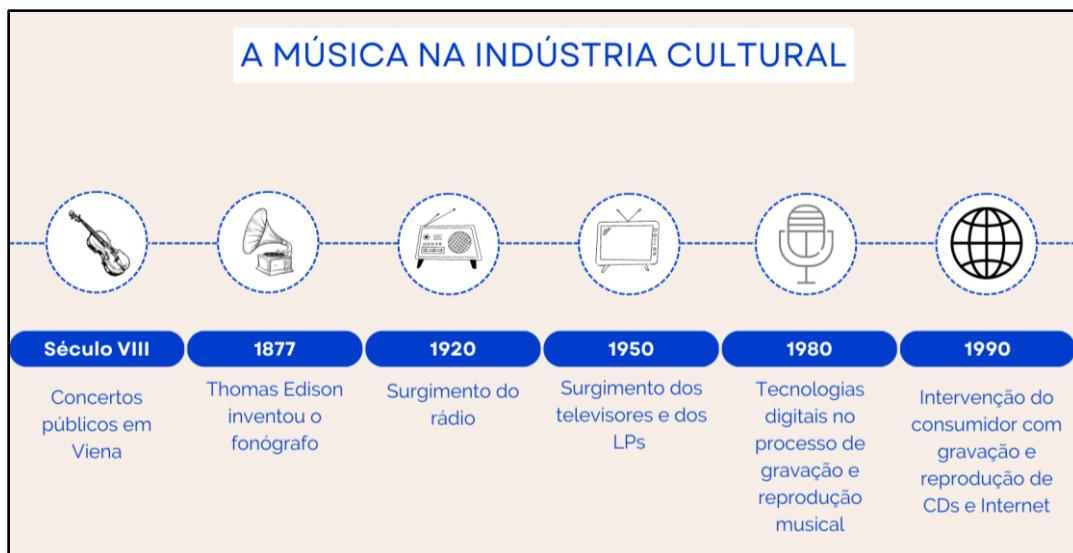 A MÚSICA NA INDÚSTRIA CULTURAL
Século VIII
Concertos
públicos em
Viena
1877
Thomas Edison
inventou o
fonógrafo
1920
Surgimento do
rádio
1950
Surgimento dos
televisores e dos
LPs
1980
Tecnologias
digitais no
processo de
gravação e
reprodução
musical
1990
Intervenção do
consumidor com
gravação e
reprodução de
CDs e Internet